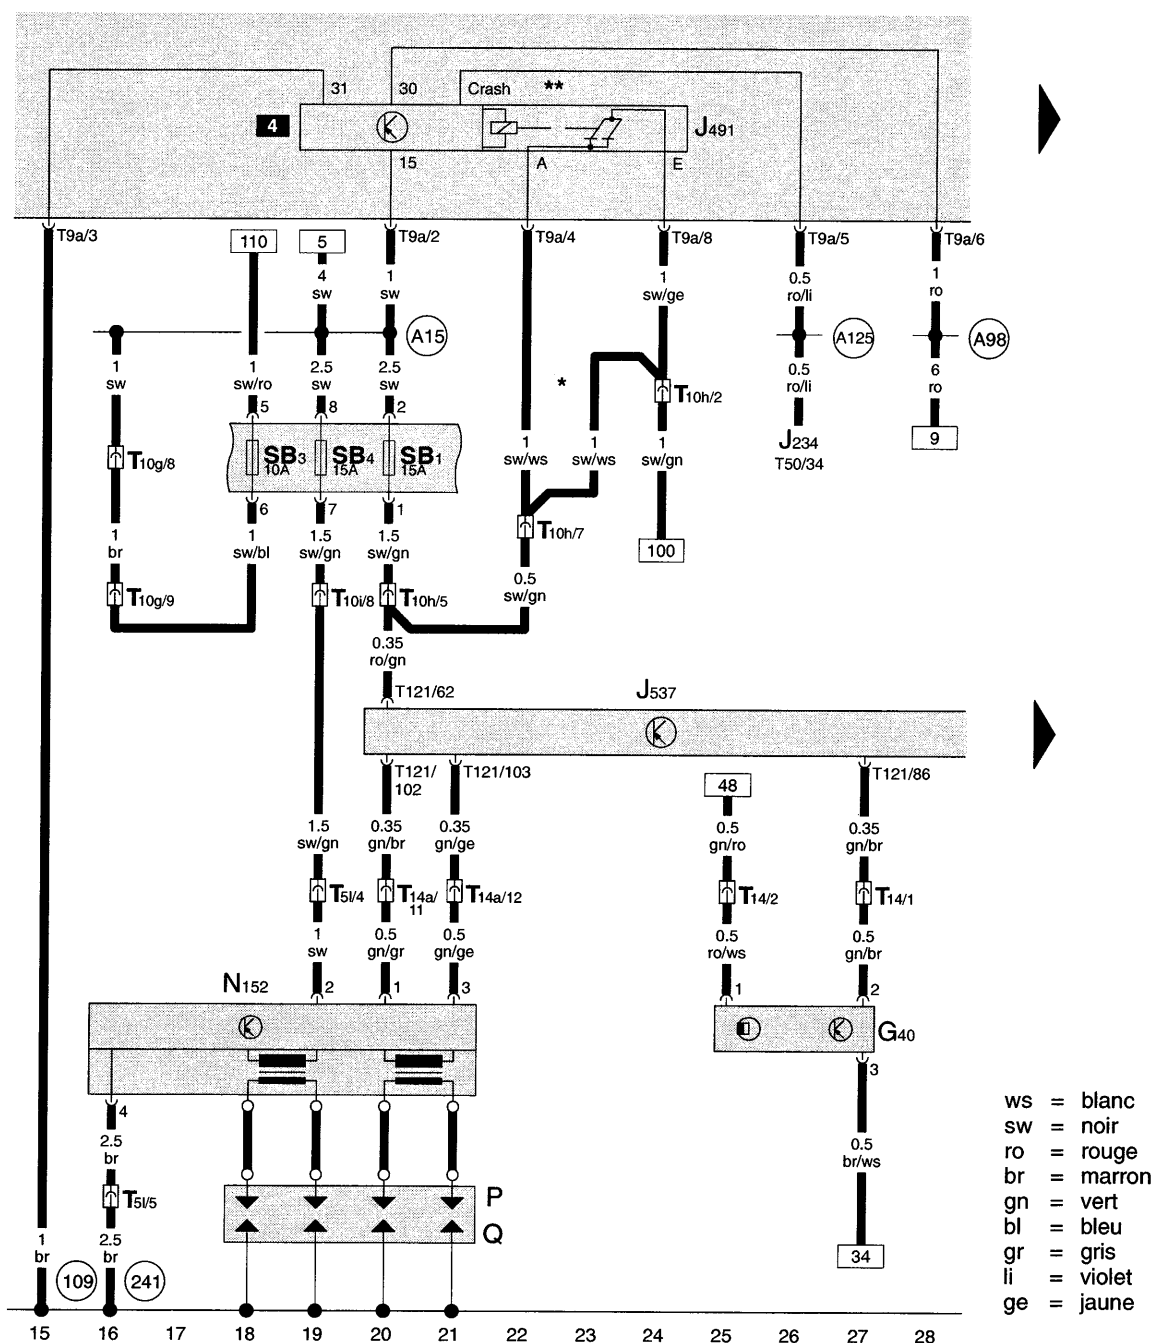 31 30 Crash **
4 J491
15 A E
T9a/3 110 5 T9a/2 T9a/4 T9a/8 T9a/5 T9a/6
4 1 1 0.5 1
sw sw sw/ge ro/li ro
A15 A125 A98
1 1 2.5 2.5 0.5 6
sw sw/ro sw sw * ro/li ro
T10h/2
5 8 2
1 1 1 J234 9
T10g/8 SB3 SB4 SB1 sw/ws sw/ws sw/gn T50/34
10A 15A 15A
6 7 1
1 1 1.5 1.5 T10h/7 100
br sw/bl sw/gn sw/gn
0.5
sw/gn
T10g/9 T10i/8 T10h/5
0.35
ro/gn
T121/62 J537
T121/102 T121/103 48 T121/86
1.5 0.35 0.35 0.5 0.35
sw/gn gn/br gn/ge gn/ro gn/br
T5l/4 T14a/11 T14a/12 T14/2 T14/1
1 0.5 0.5 0.5 0.5
sw gn/gr gn/ge ro/ws gn/br
N152 2 1 3 1 2
G40
3
4
2.5
br
0.5
br/ws
T5l/5 P
Q
1 2.5 34
br br
109 241
15 16 17 18 19 20 21 22 23 24 25 26 27 28
ws = blanc
sw = noir
ro = rouge
br = marron
gn = vert
bl = bleu
gr = gris
li = violet
ge = jaune